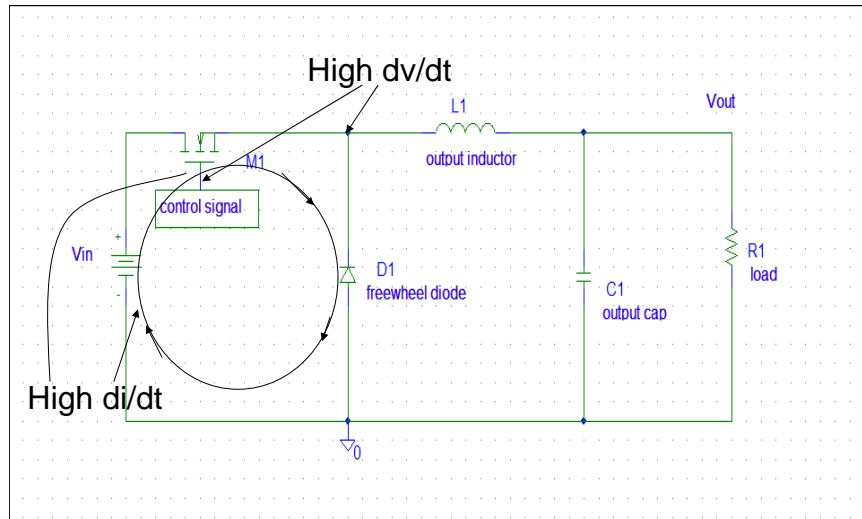 High dv/dt
L1
Vout
output inductor
M1
control signal
+
Vin
-
D1
freewheel diode
R1
load
C1
output cap
High di/dt
0